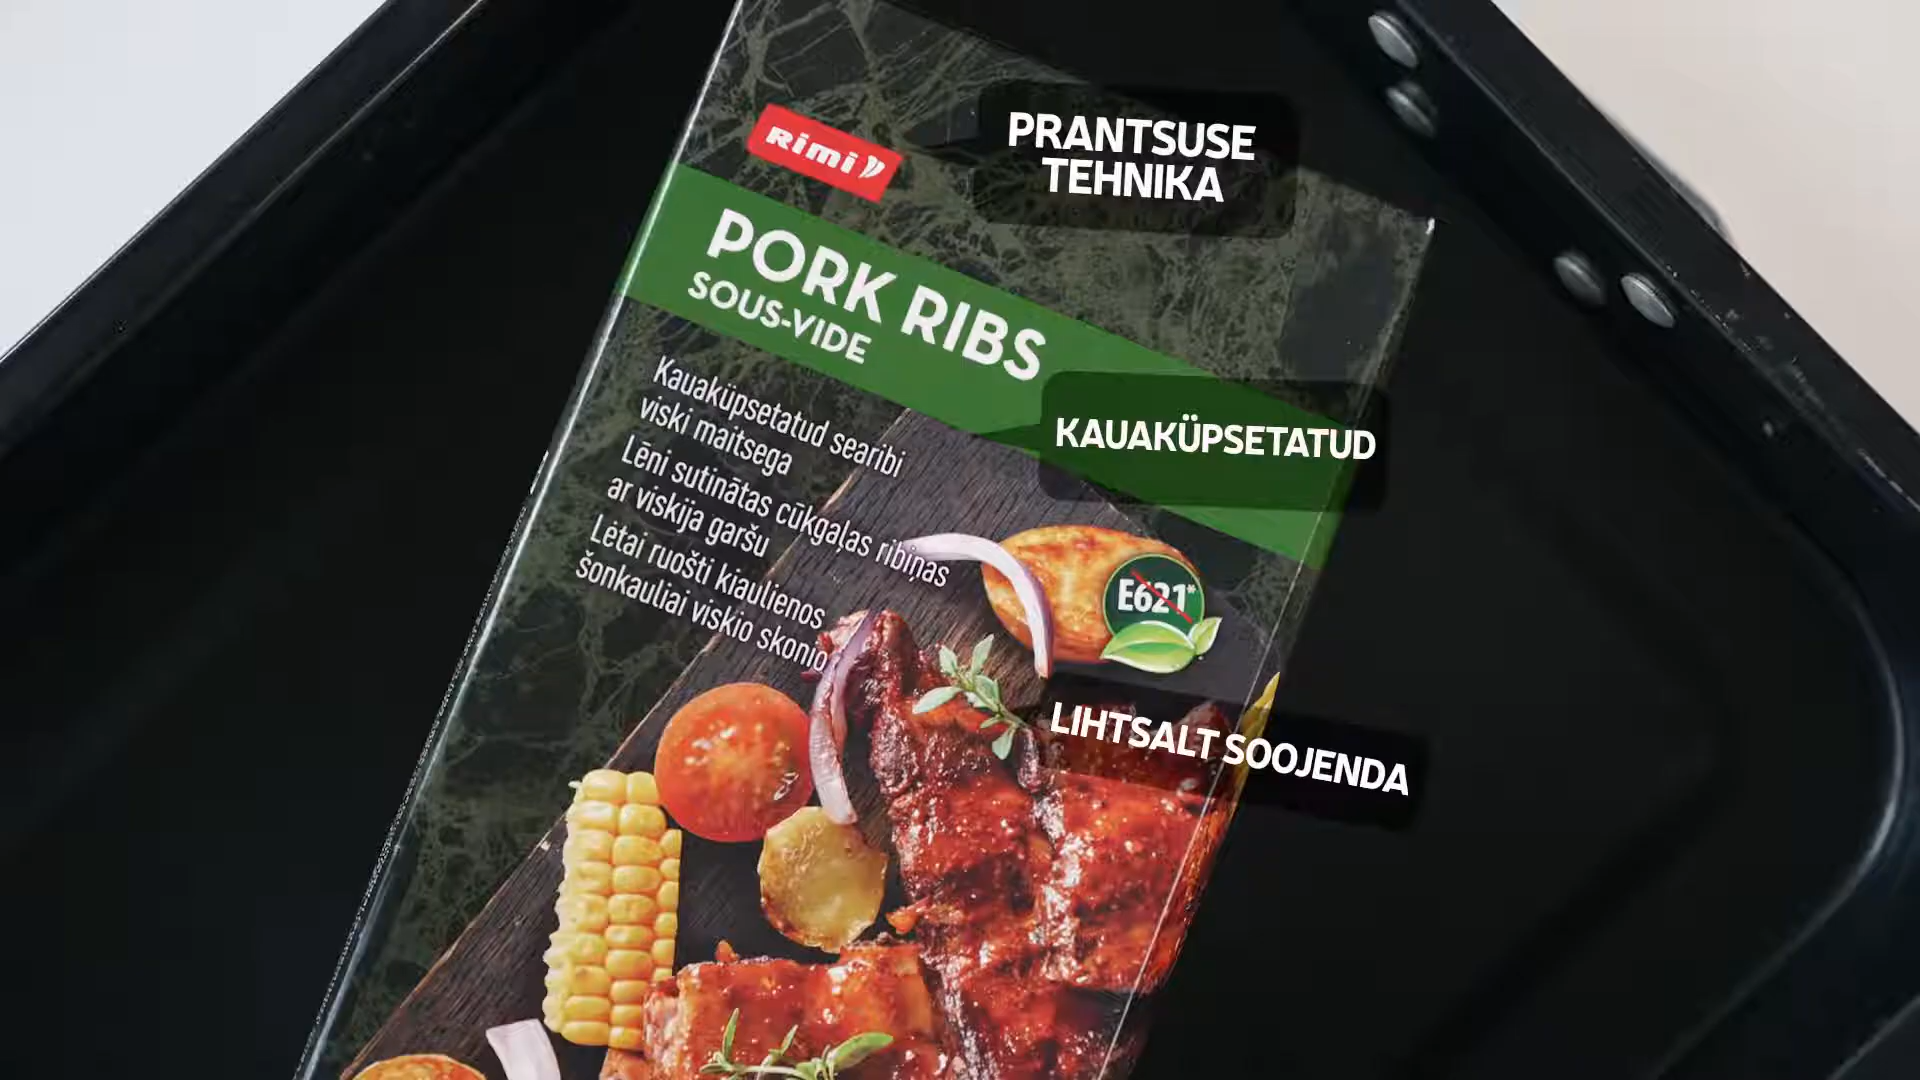 Rimi
PRANTSUSE
TEHNIKA
PORK RIBS
SOUS-VIDE
KAUAKÜPSETATUD
Kauaküpsetatud searibi
viski maitsega
Lēni sutinātas cūkgaļas ribiņas
ar viskija garšu
Lėtai ruošti kiaulienos
šonkauliai viskio skonio
E621*
LIHTSALT SOOJENDA